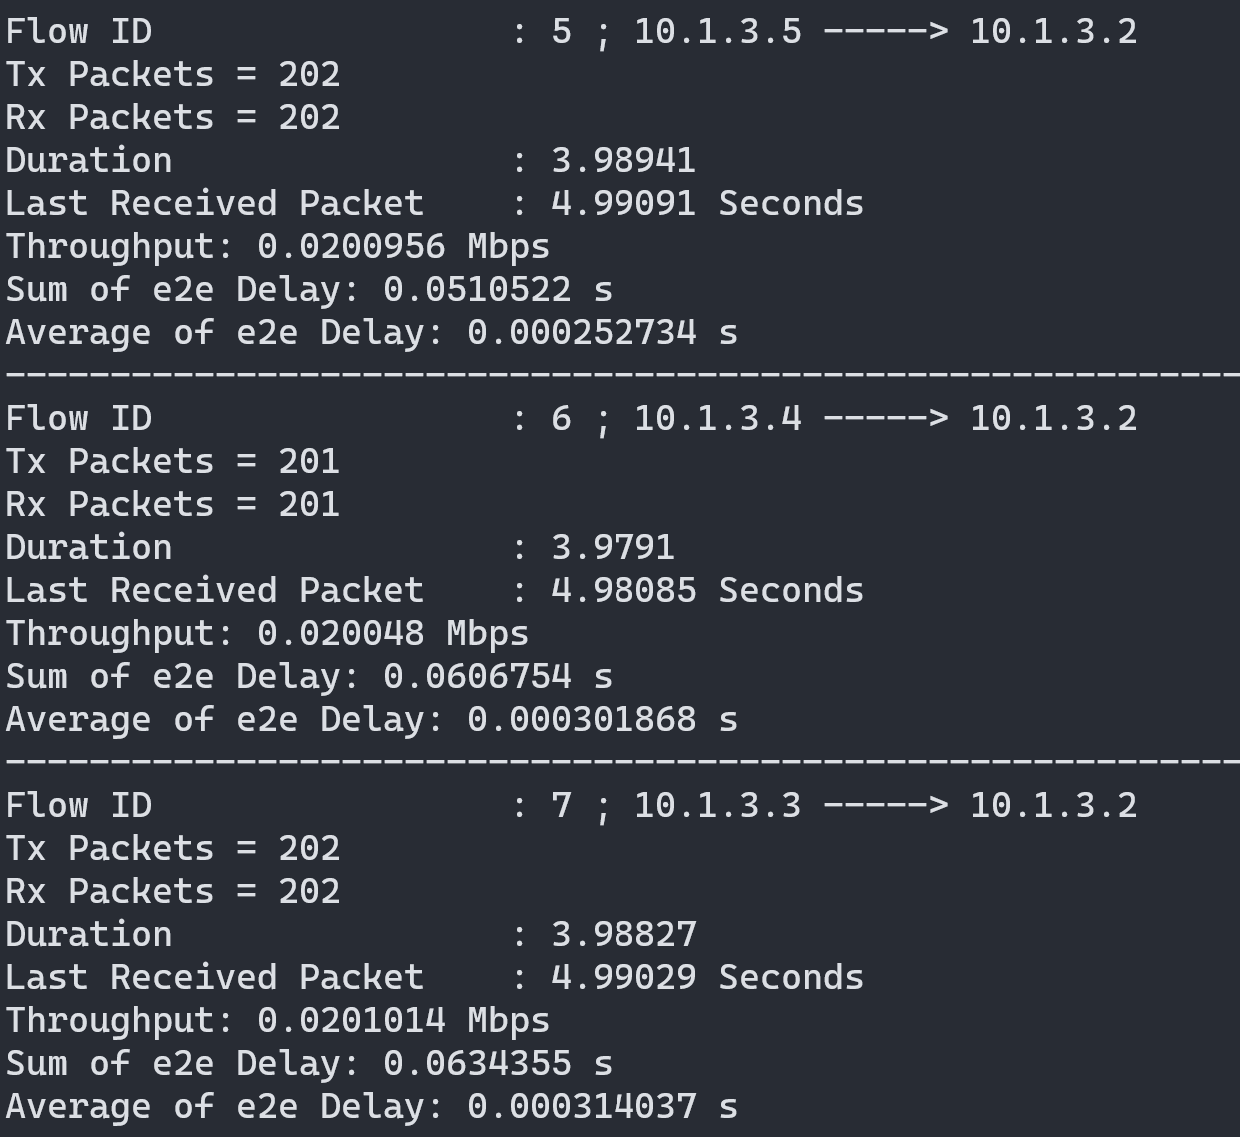 Flow ID                 : 5 ; 10.1.3.5 -----> 10.1.3.2
Tx Packets = 202
Rx Packets = 202
Duration                : 3.98941
Last Received Packet    : 4.99091 Seconds
Throughput: 0.0200956 Mbps
Sum of e2e Delay: 0.0510522 s
Average of e2e Delay: 0.000252734 s
-----------------------------------------------------------
Flow ID                 : 6 ; 10.1.3.4 -----> 10.1.3.2
Tx Packets = 201
Rx Packets = 201
Duration                : 3.9791
Last Received Packet    : 4.98085 Seconds
Throughput: 0.020048 Mbps
Sum of e2e Delay: 0.0606754 s
Average of e2e Delay: 0.000301868 s
-----------------------------------------------------------
Flow ID                 : 7 ; 10.1.3.3 -----> 10.1.3.2
Tx Packets = 202
Rx Packets = 202
Duration                : 3.98827
Last Received Packet    : 4.99029 Seconds
Throughput: 0.0201014 Mbps
Sum of e2e Delay: 0.0634355 s
Average of e2e Delay: 0.000314037 s